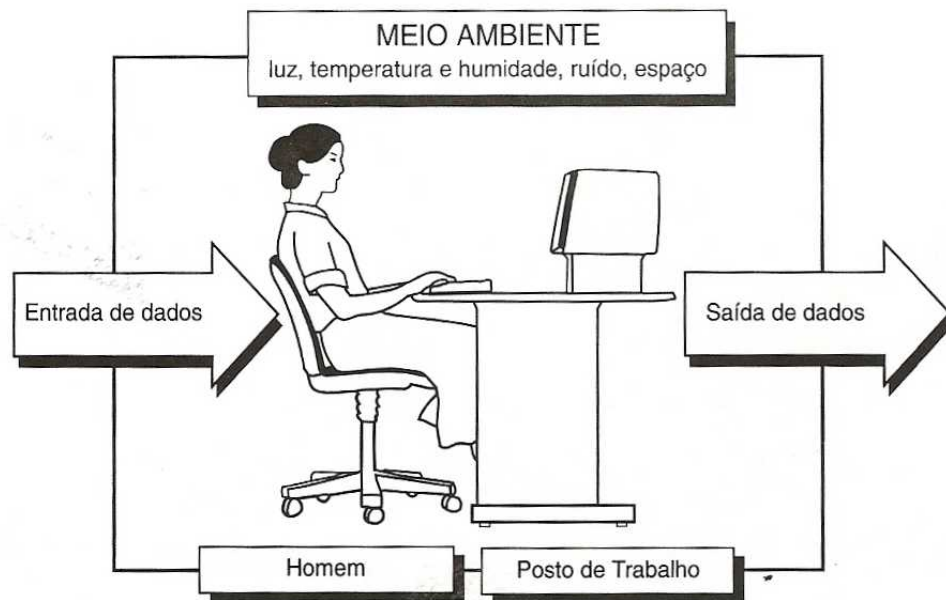 MEIO AMBIENTE
luz, temperatura e humidade, ruído, espaço
Entrada de dados
Saída de dados
Homem
Posto de Trabalho